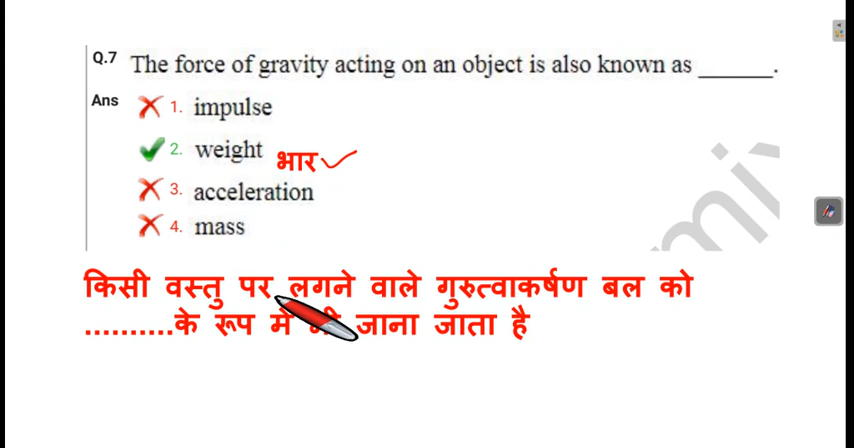 Q.7 The force of gravity acting on an object is also known as ______.
Ans 1. impulse
2. weight भार
3. acceleration
4. mass
किसी वस्तु पर लगने वाले गुरुत्वाकर्षण बल को
..........के रूप में भी जाना जाता है